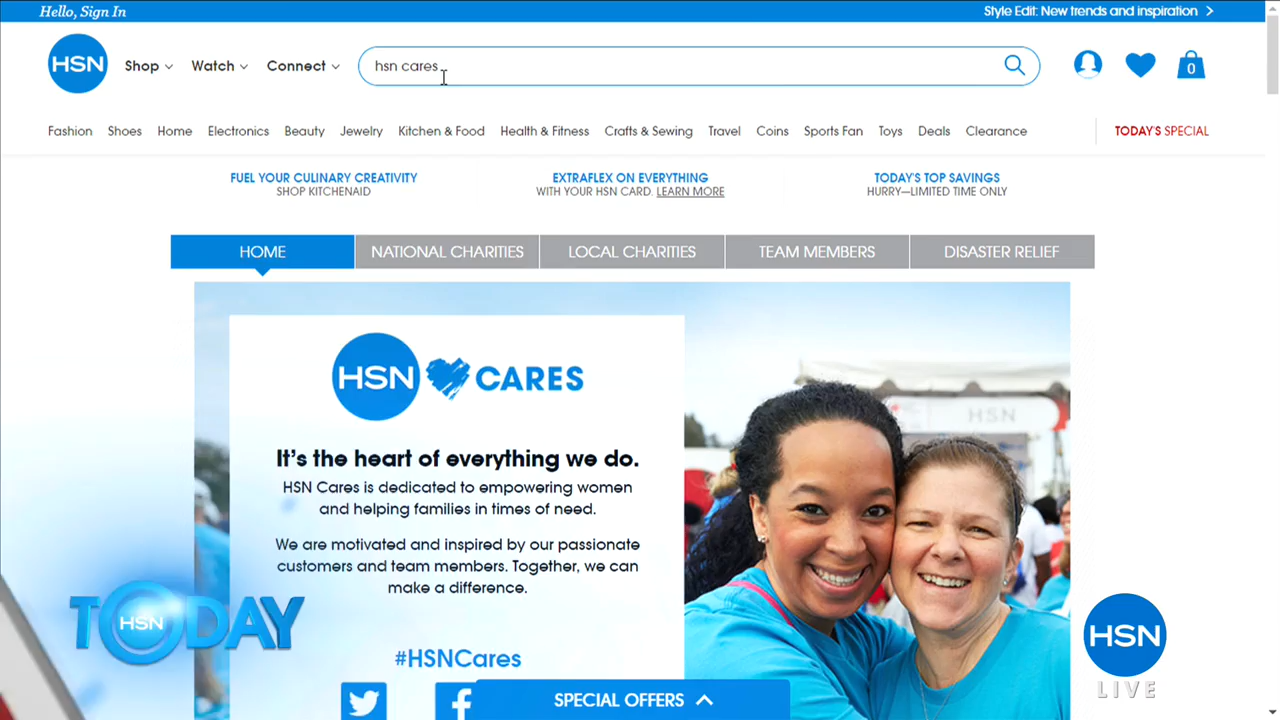 Hello, Sign In
Style Edit: New trends and inspiration
HSN
Shop
Watch
Connect
hsn cares
0
Fashion
Shoes
Home
Electronics
Beauty
Jewelry
Kitchen & Food
Health & Fitness
Crafts & Sewing
Travel
Coins
Sports Fan
Toys
Deals
Clearance
TODAY'S SPECIAL
FUEL YOUR CULINARY CREATIVITY
SHOP KITCHENAID
EXTRAFLEX ON EVERYTHING
WITH YOUR HSN CARD. LEARN MORE
TODAY'S TOP SAVINGS
HURRY—LIMITED TIME ONLY
HOME
NATIONAL CHARITIES
LOCAL CHARITIES
TEAM MEMBERS
DISASTER RELIEF
HSN CARES
It's the heart of everything we do.
HSN Cares is dedicated to empowering women
and helping families in times of need.
We are motivated and inspired by our passionate
customers and team members. Together, we can
make a difference.
#HSNCares
HSN
SPECIAL OFFERS
TODAY
HSN
HSN
LIVE